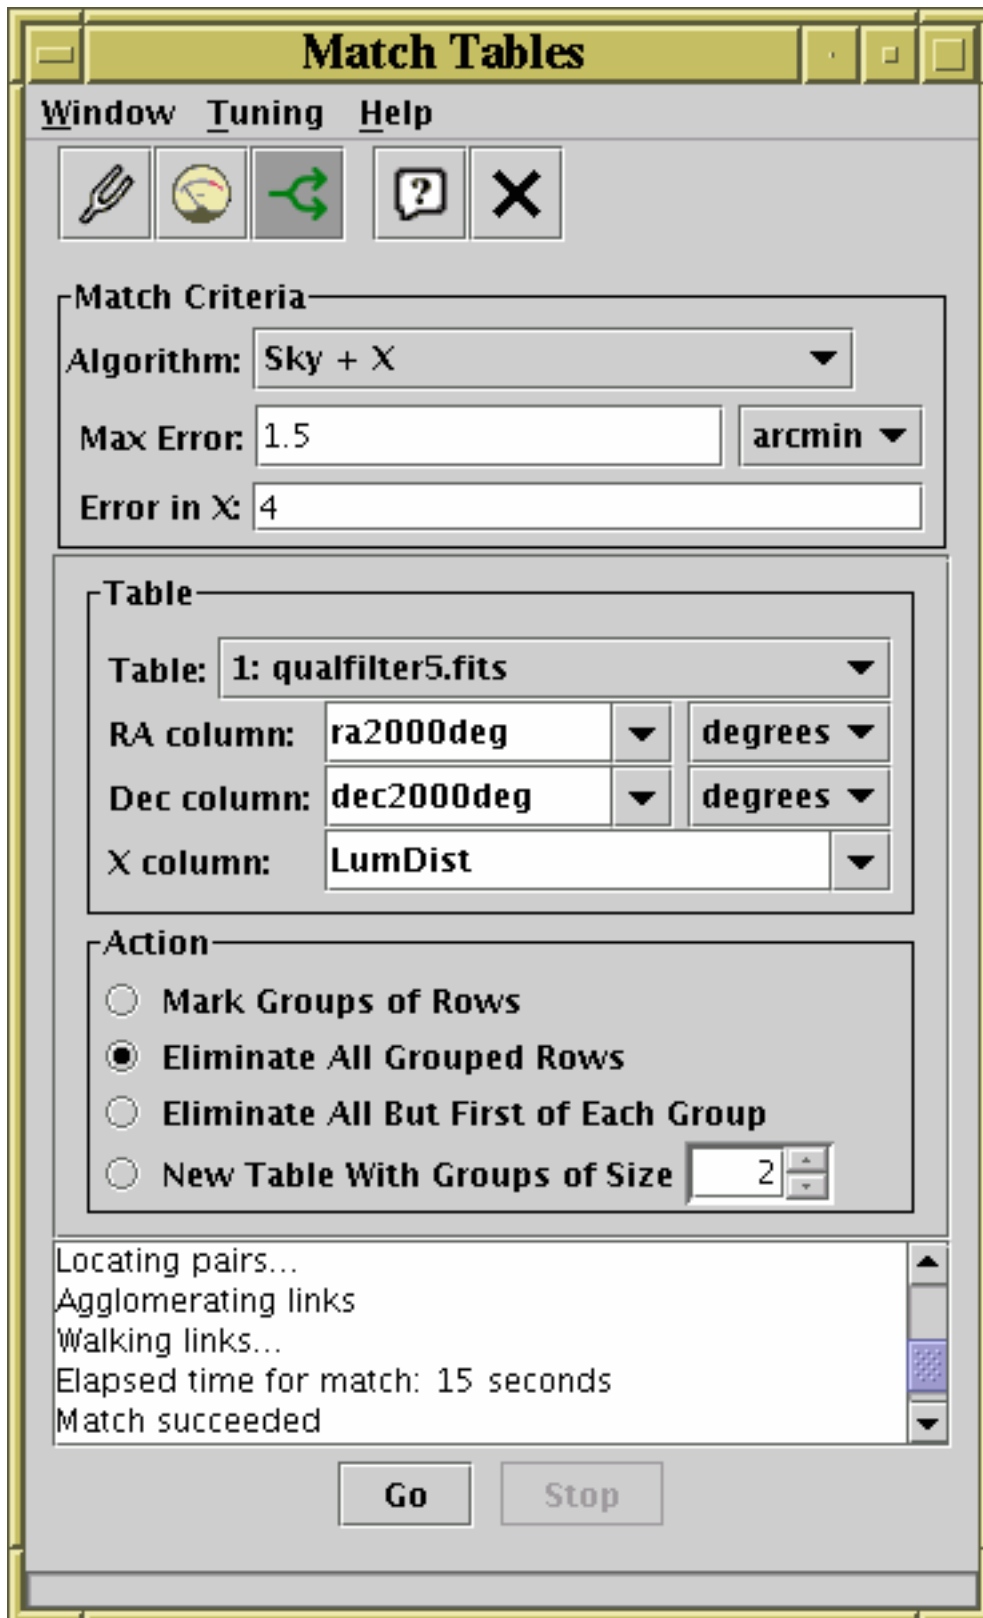 Match Tables
Window Tuning Help
?
Match Criteria
Algorithm: Sky + X
Max Error: 1.5 arcmin
Error in X: 4
Table
Table: 1: qualfilter5.fits
RA column: ra2000deg degrees
Dec column: dec2000deg degrees
X column: LumDist
Action
Mark Groups of Rows
Eliminate All Grouped Rows
Eliminate All But First of Each Group
New Table With Groups of Size 2
Locating pairs...
Agglomerating links
Walking links...
Elapsed time for match: 15 seconds
Match succeeded
Go Stop